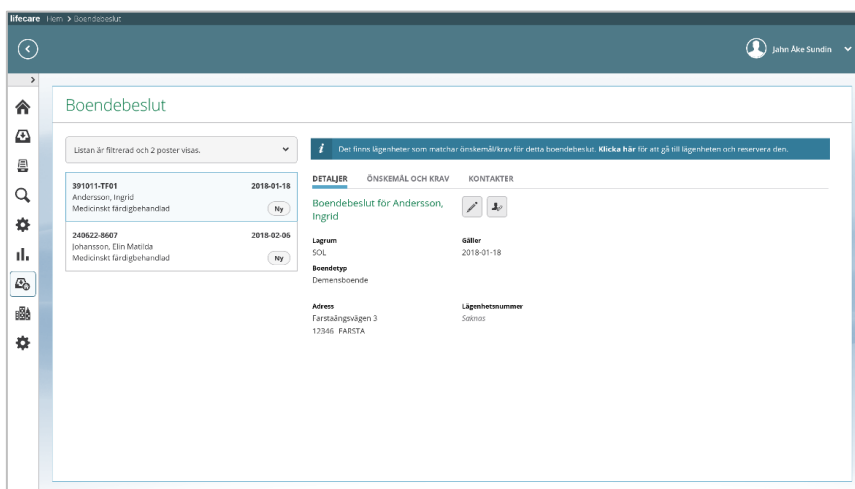 lifecare Hem > Boendebeslut
Jahn Åke Sundin
Boendebeslut
Listan är filtrerad och 2 poster visas.
391011-TF01 2018-01-18
Andersson, Ingrid
Medicinskt färdigbehandlad Ny
240622-8607 2018-02-06
Johansson, Elin Matilda
Medicinskt färdigbehandlad Ny
i Det finns lägenheter som matchar önskemål/krav för detta boendebeslut. Klicka här för att gå till lägenheten och reservera den.
DETALJER ÖNSKEMÅL OCH KRAV KONTAKTER
Boendebeslut för Andersson,
Ingrid
Lagrum Gäller
SOL 2018-01-18
Boendetyp
Demensboende
Adress Lägenhetsnummer
Farstaängsvägen 3 Saknas
12346 FARSTA